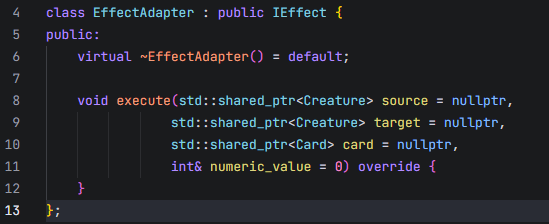 4 class EffectAdapter : public IEffect {
5 public:
6     virtual ~EffectAdapter() = default;
7
8     void execute(std::shared_ptr<Creature> source = nullptr,
9                  std::shared_ptr<Creature> target = nullptr,
10                  std::shared_ptr<Card> card = nullptr,
11                  int& numeric_value = 0) override {
12     }
13 };